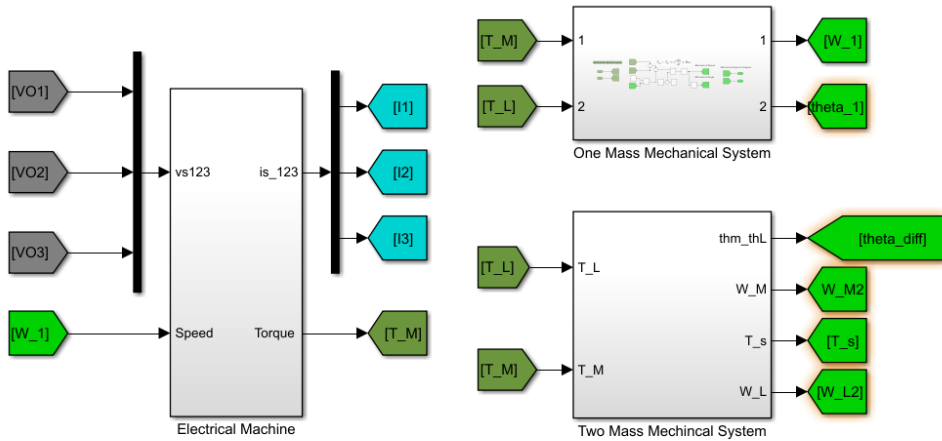 [VO1]
[VO2]
[VO3]
[W_1]
vs123
is_123
Speed
Torque
Electrical Machine
[I1]
[I2]
[I3]
[T_M]
[T_M]
[T_L]
1
2
1
2
[W_1]
[theta_1]
One Mass Mechanical System
[T_L]
[T_M]
T_L
T_M
thm_thL
W_M
T_s
W_L
[theta_diff]
W_M2
[T_s]
[W_L2]
Two Mass Mechincal System